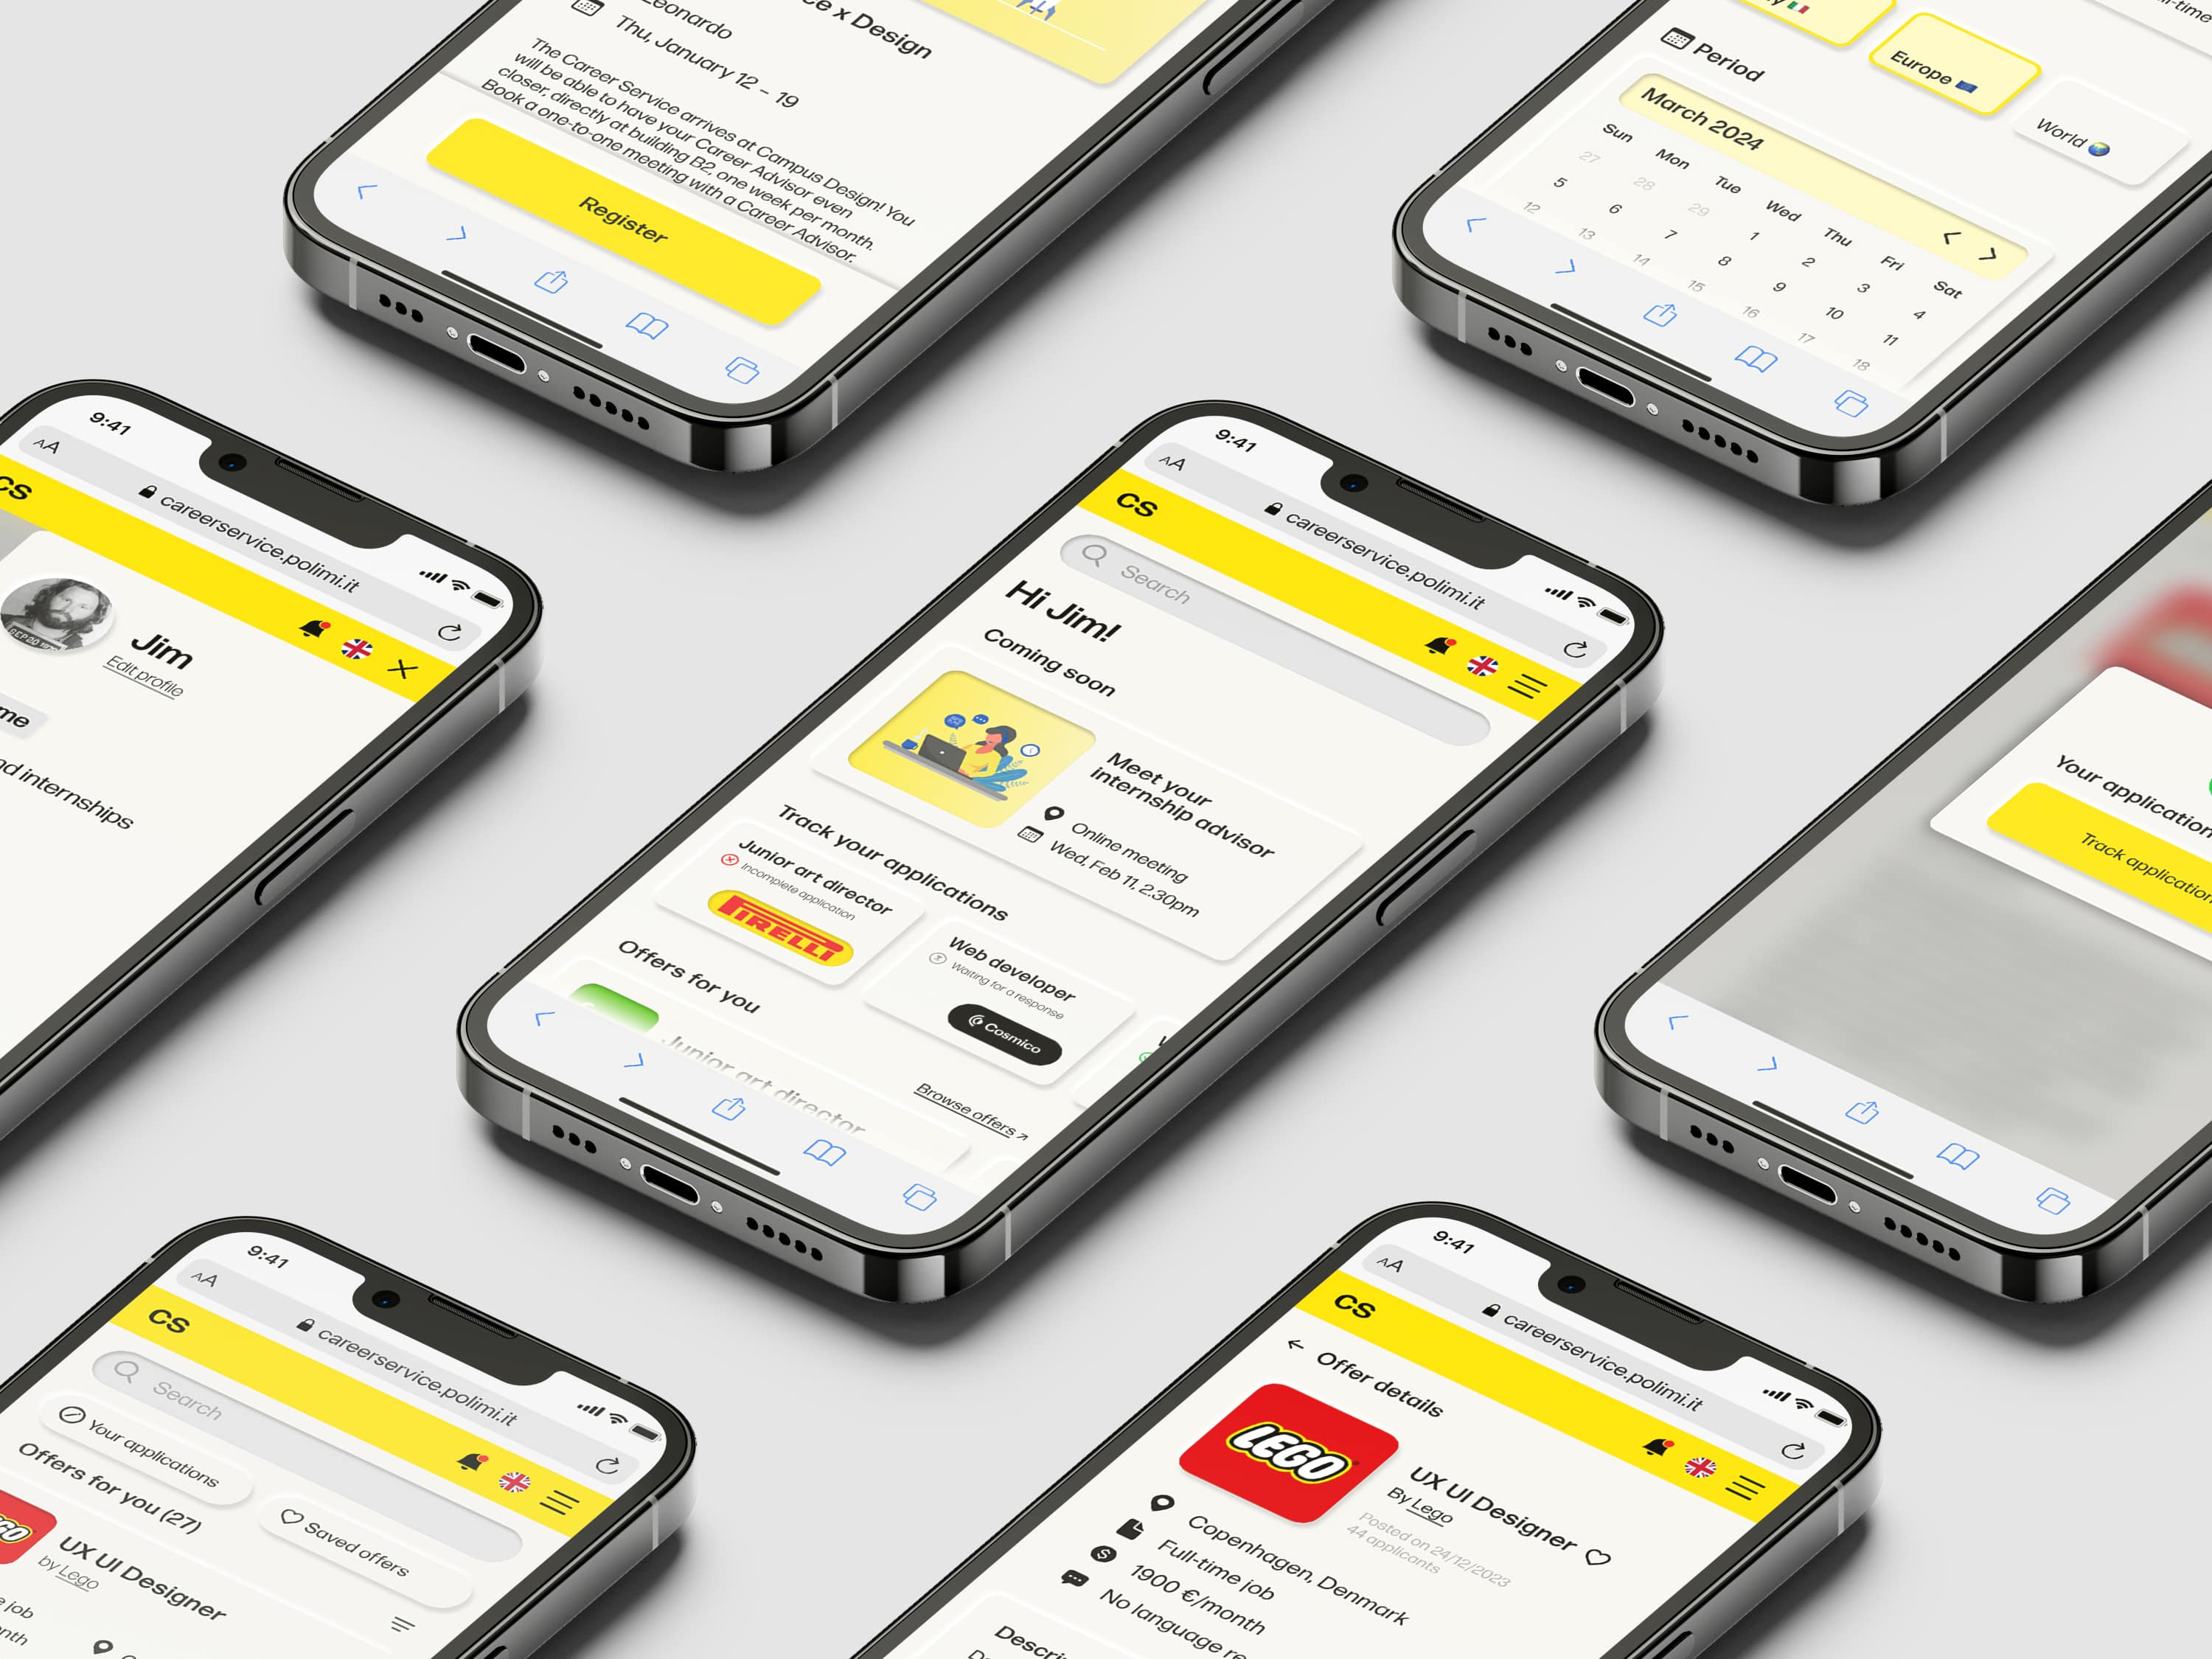 Leonardo
x Design
Thu, January 12 - 19
The Career Service arrives at Campus Design! You
will be able to have your Career Advisor even
closer, directly at building B2, one week per month.
Book a one-to-one meeting with a Career Advisor.
Register
Europe
World
Period
March 2024
Sun Mon Tue Wed Thu Fri Sat
27 28 29 1 2 3 4
5 6 7 8 9 10 11
12 13 14 15 16 17 18
9:41
AA
careerservice.polimi.it
CS
Jim
Edit profile
internships
9:41
AA
careerservice.polimi.it
CS
Search
Hi Jim!
Coming soon
Meet your
internship advisor
Online meeting
Wed, Feb 11, 2.30pm
Track your applications
Junior art director
Incomplete application
PIRELLI
Web developer
Waiting for a response
Cosmico
Offers for you
Browse offers ↗
Junior art director
Your application
Track application
9:41
AA
careerservice.polimi.it
CS
Search
Your applications
Saved offers
Offers for you (27)
UX UI Designer
by Lego
job
9:41
AA
careerservice.polimi.it
CS
← Offer details
LEGO
UX UI Designer
By Lego
Posted on 24/12/2023
44 applicants
Copenhagen, Denmark
Full-time job
1900 €/month
No language